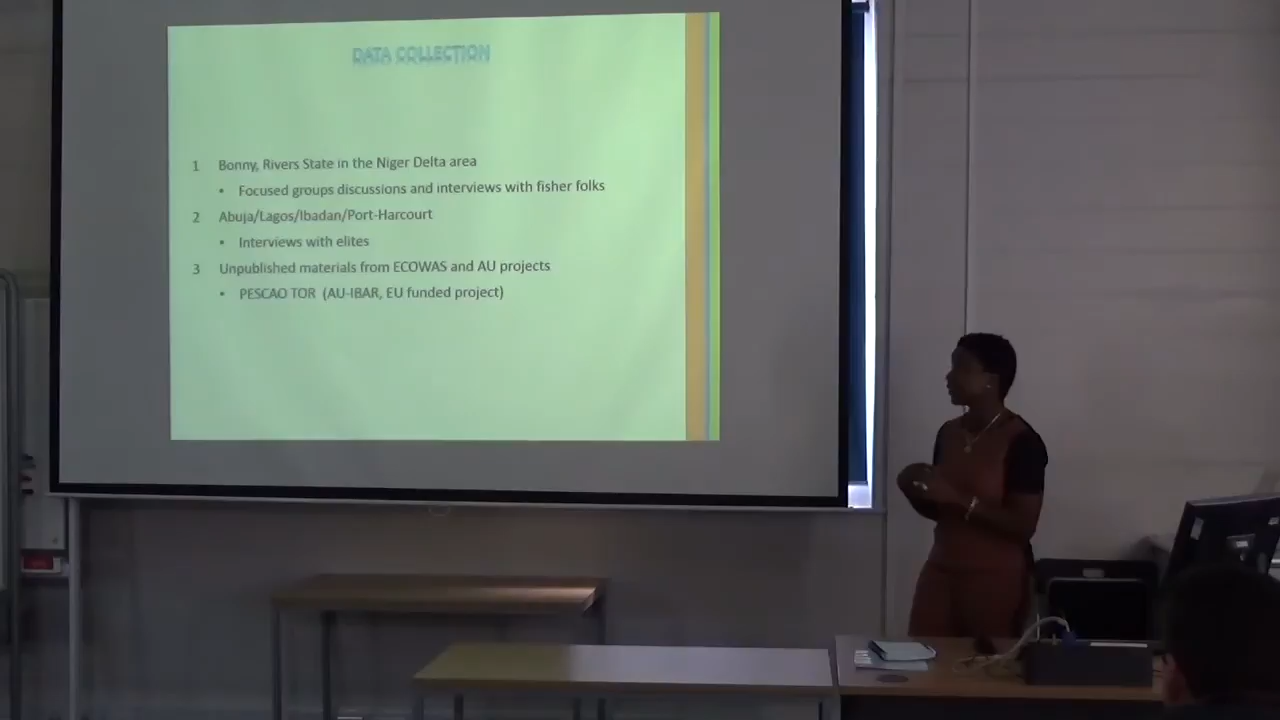 DATA COLLECTION
1 Bonny, Rivers State in the Niger Delta area
• Focused groups discussions and interviews with fisher folks
2 Abuja/Lagos/Ibadan/Port-Harcourt
• Interviews with elites
3 Unpublished materials from ECOWAS and AU projects
• PESCAO TOR (AU-IBAR, EU funded project)